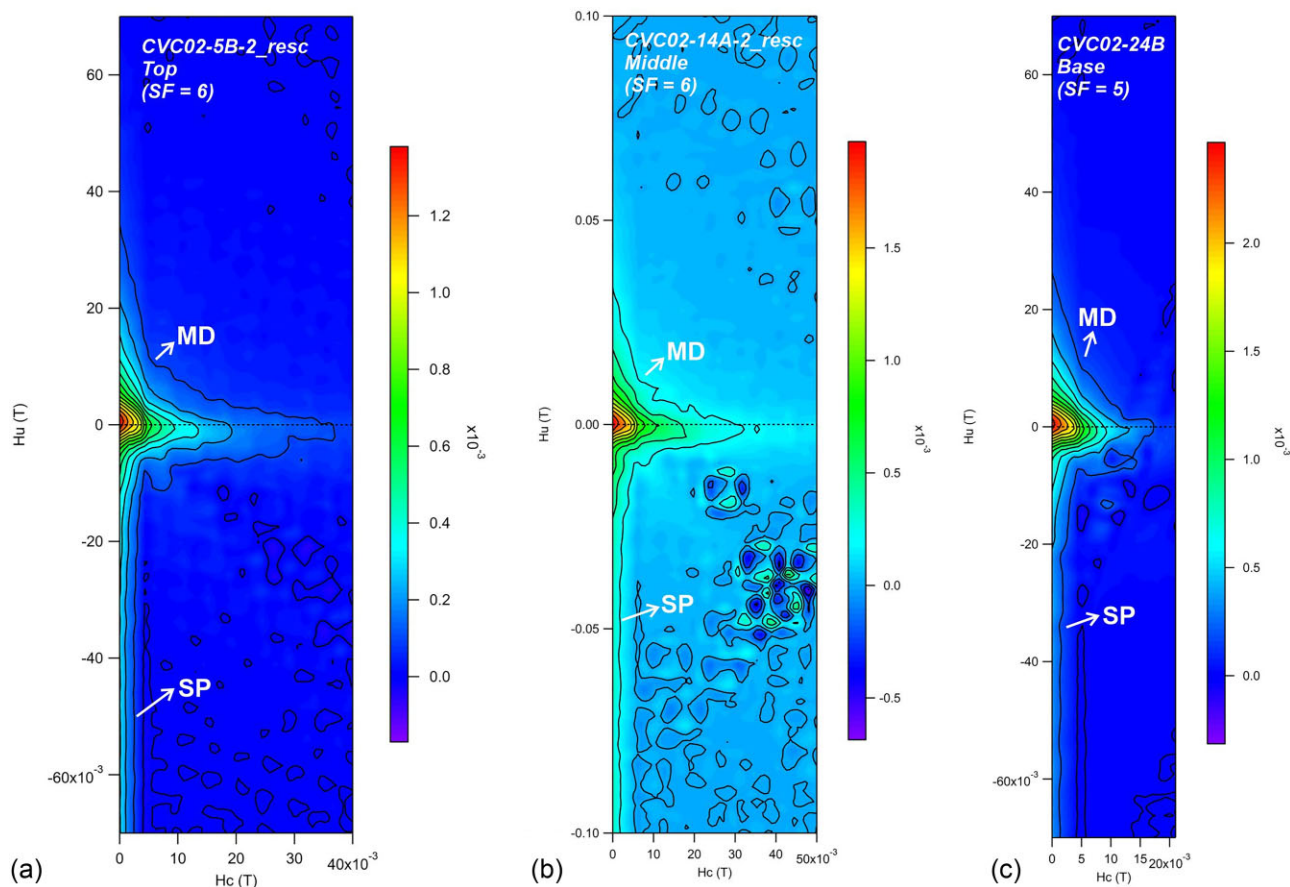 CVC02-5B-2_resc
Top
(SF = 6)
60
40
20
0
-20
-40
-60x10⁻³
Hu (T)
MD
SP
0
10
20
30
40x10⁻³
Hc (T)
1.2
1.0
0.8
0.6
0.4
0.2
0.0
x10⁻³
(a)
CVC02-14A-2_resc
Middle
(SF = 6)
0.10
0.05
0.00
-0.05
-0.10
Hu (T)
MD
SP
0
10
20
30
40
50x10⁻³
Hc (T)
1.5
1.0
0.5
0.0
-0.5
x10⁻³
(b)
CVC02-24B
Base
(SF = 5)
60
40
20
0
-20
-40
-60x10⁻³
Hu (T)
MD
SP
0
5
10
15
20x10⁻³
Hc (T)
2.0
1.5
1.0
0.5
0.0
x10⁻³
(c)